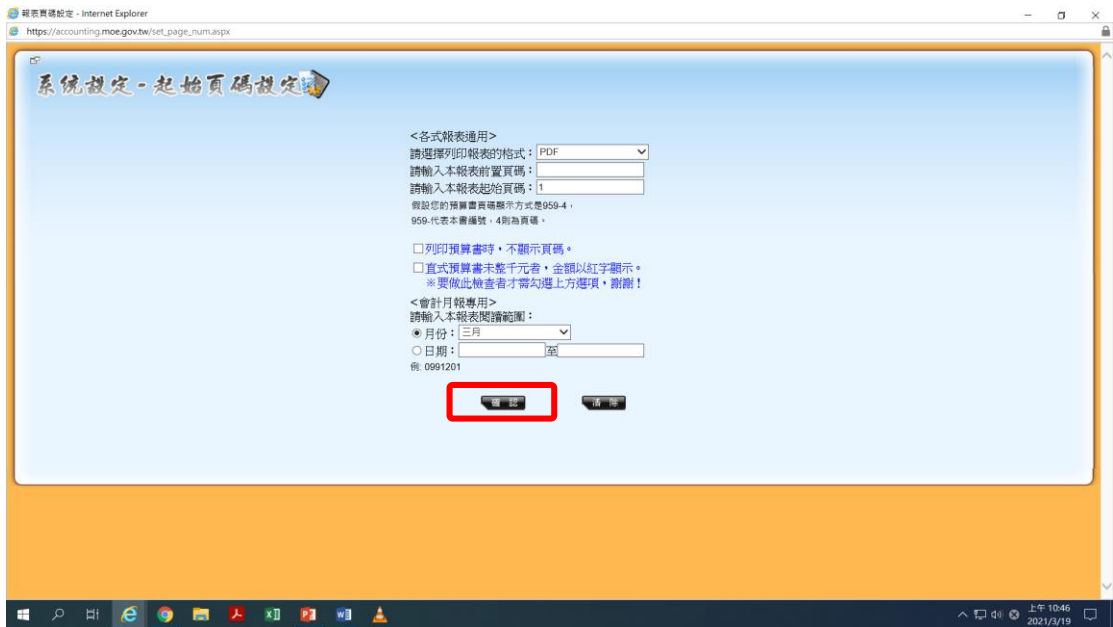 報表頁碼設定 - Internet Explorer
https://accounting.moe.gov.tw/set_page_num.aspx
系統設定-起始頁碼設定
<各式報表通用>
請選擇列印報表的格式：PDF
請輸入本報表前置頁碼：
請輸入本報表起始頁碼：1
假設您的預算書頁碼顯示方式是959-4，
959-代表本書編號，4則為頁碼。
列印預算書時，不顯示頁碼。
直式預算書未整千元者，金額以紅字顯示。
※要做此檢查者才需勾選上方選項，謝謝！
<會計月報專用>
請輸入本報表閱讀範圍：
月份：三月
日期：至
例: 0991201
確 認 清 除
上午 10:46
2021/3/19